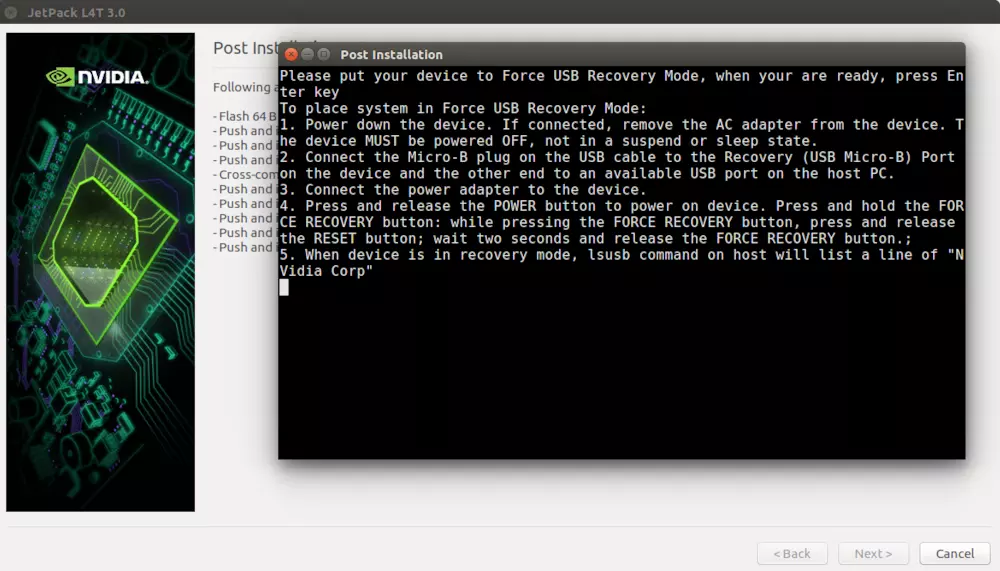 JetPack L4T 3.0
Post Install
NVIDIA.
Following a
- Flash 64 B
- Push and i
- Push and i
- Push and i
- Cross-com
- Push and i
- Push and i
- Push and i
- Push and i
- Push and i
Post Installation
Please put your device to Force USB Recovery Mode, when your are ready, press En
ter key
To place system in Force USB Recovery Mode:
1. Power down the device. If connected, remove the AC adapter from the device. T
he device MUST be powered OFF, not in a suspend or sleep state.
2. Connect the Micro-B plug on the USB cable to the Recovery (USB Micro-B) Port
on the device and the other end to an available USB port on the host PC.
3. Connect the power adapter to the device.
4. Press and release the POWER button to power on device. Press and hold the FOR
CE RECOVERY button: while pressing the FORCE RECOVERY button, press and release
the RESET button; wait two seconds and release the FORCE RECOVERY button.;
5. When device is in recovery mode, lsusb command on host will list a line of "N
Vidia Corp"
< Back
Next >
Cancel